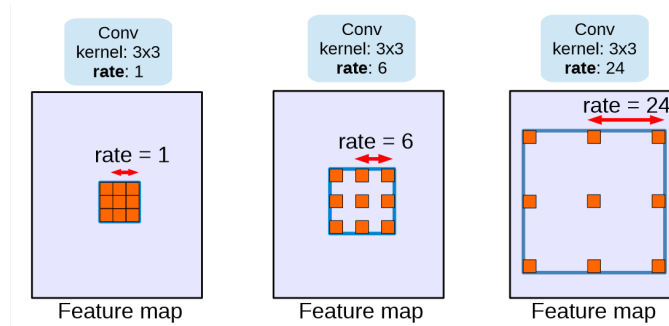 Conv
kernel: 3x3
rate: 1
Conv
kernel: 3x3
rate: 6
Conv
kernel: 3x3
rate: 24
rate = 1
rate = 6
rate = 24
Feature map
Feature map
Feature map